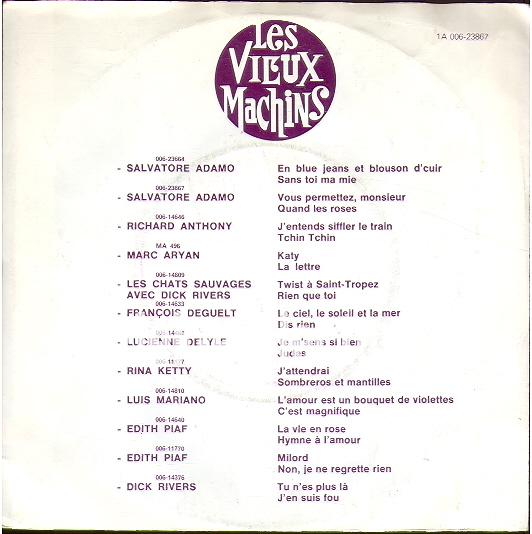 Les
VIEUX
MachiNS
1A 006-23867
006-23664
- SALVATORE ADAMO En blue jeans et blouson d'cuir
Sans toi ma mie
006-23867
- SALVATORE ADAMO Vous permettez, monsieur
Quand les roses
006-14646
- RICHARD ANTHONY J'entends siffler le train
Tchin Tchin
MA 496
- MARC ARYAN Katy
La lettre
006-14809
- LES CHATS SAUVAGES Twist à Saint-Tropez
AVEC DICK RIVERS Rien que toi
006-14633
- FRANÇOIS DEGUELT Le ciel, le soleil et la mer
Dis rien
- LUCIENNE DELYLE Je m'sens si bien
Judas
006-11177
- RINA KETTY J'attendrai
Sombreros et mantilles
006-14810
- LUIS MARIANO L'amour est un bouquet de violettes
C'est magnifique
006-14640
- EDITH PIAF La vie en rose
Hymne à l'amour
006-11770
- EDITH PIAF Milord
Non, je ne regrette rien
006-14376
- DICK RIVERS Tu n'es plus là
J'en suis fou